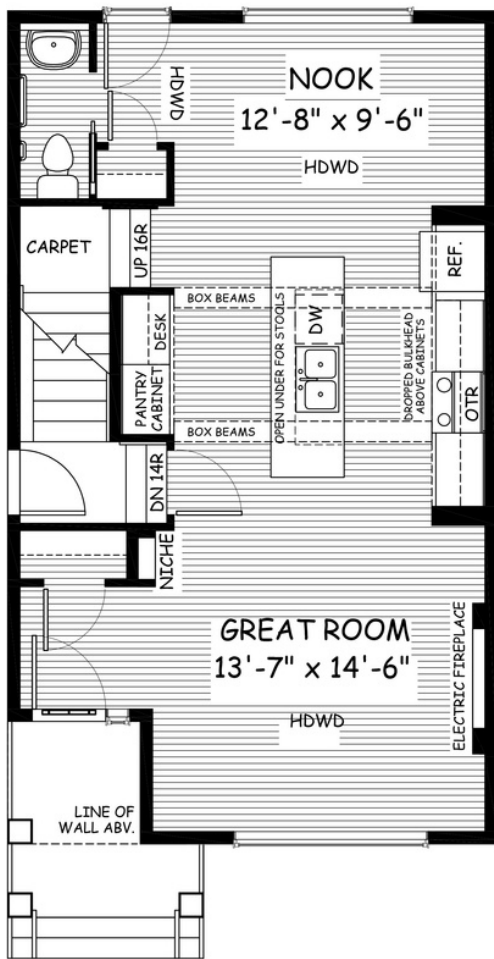 NOOK
12'-8" x 9'-6"
HDWD
HDWD
CARPET
UP 16R
REF.
BOX BEAMS
DESK
PANTRY
CABINET
OPEN UNDER FOR STOOLS
DW
DROPPED BULKHEAD
ABOVE CABINETS
OTR
BOX BEAMS
DN 14R
NICHE
GREAT ROOM
13'-7" x 14'-6"
HDWD
ELECTRIC FIREPLACE
LINE OF
WALL ABV.